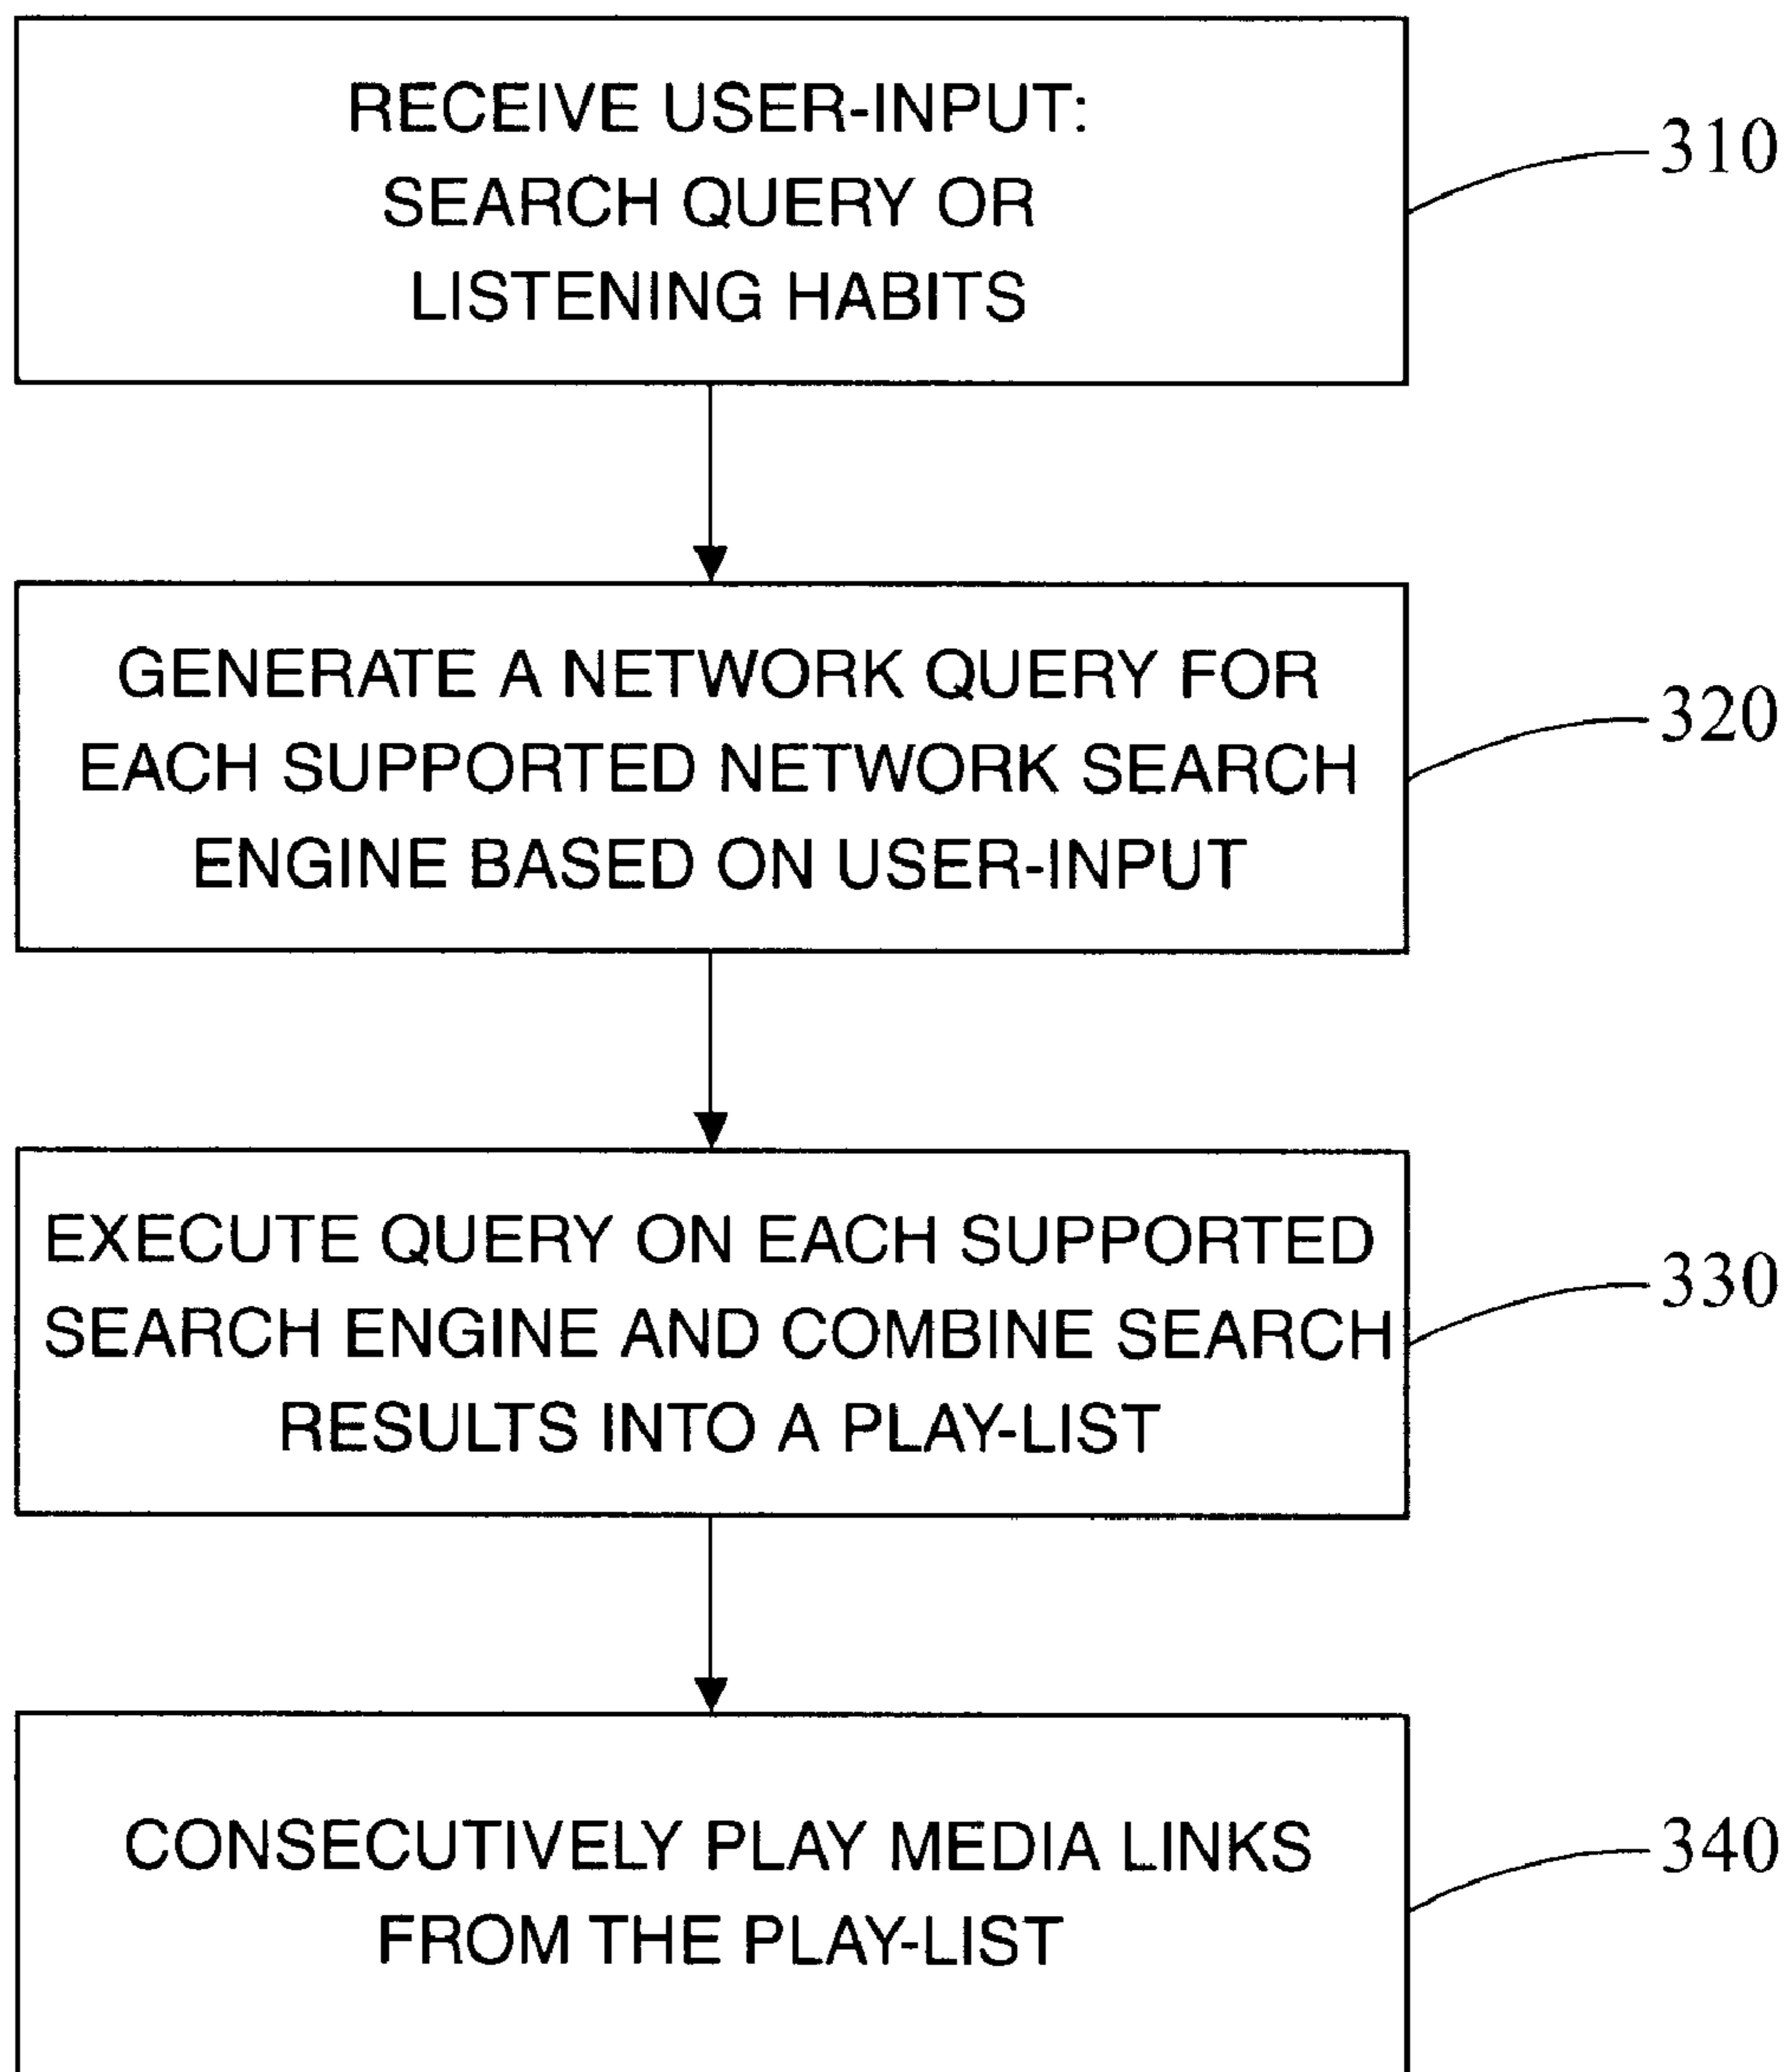 RECEIVE USER-INPUT:
SEARCH QUERY OR
LISTENING HABITS
310
GENERATE A NETWORK QUERY FOR
EACH SUPPORTED NETWORK SEARCH
ENGINE BASED ON USER-INPUT
320
EXECUTE QUERY ON EACH SUPPORTED
SEARCH ENGINE AND COMBINE SEARCH
RESULTS INTO A PLAY-LIST
330
CONSECUTIVELY PLAY MEDIA LINKS
FROM THE PLAY-LIST
340